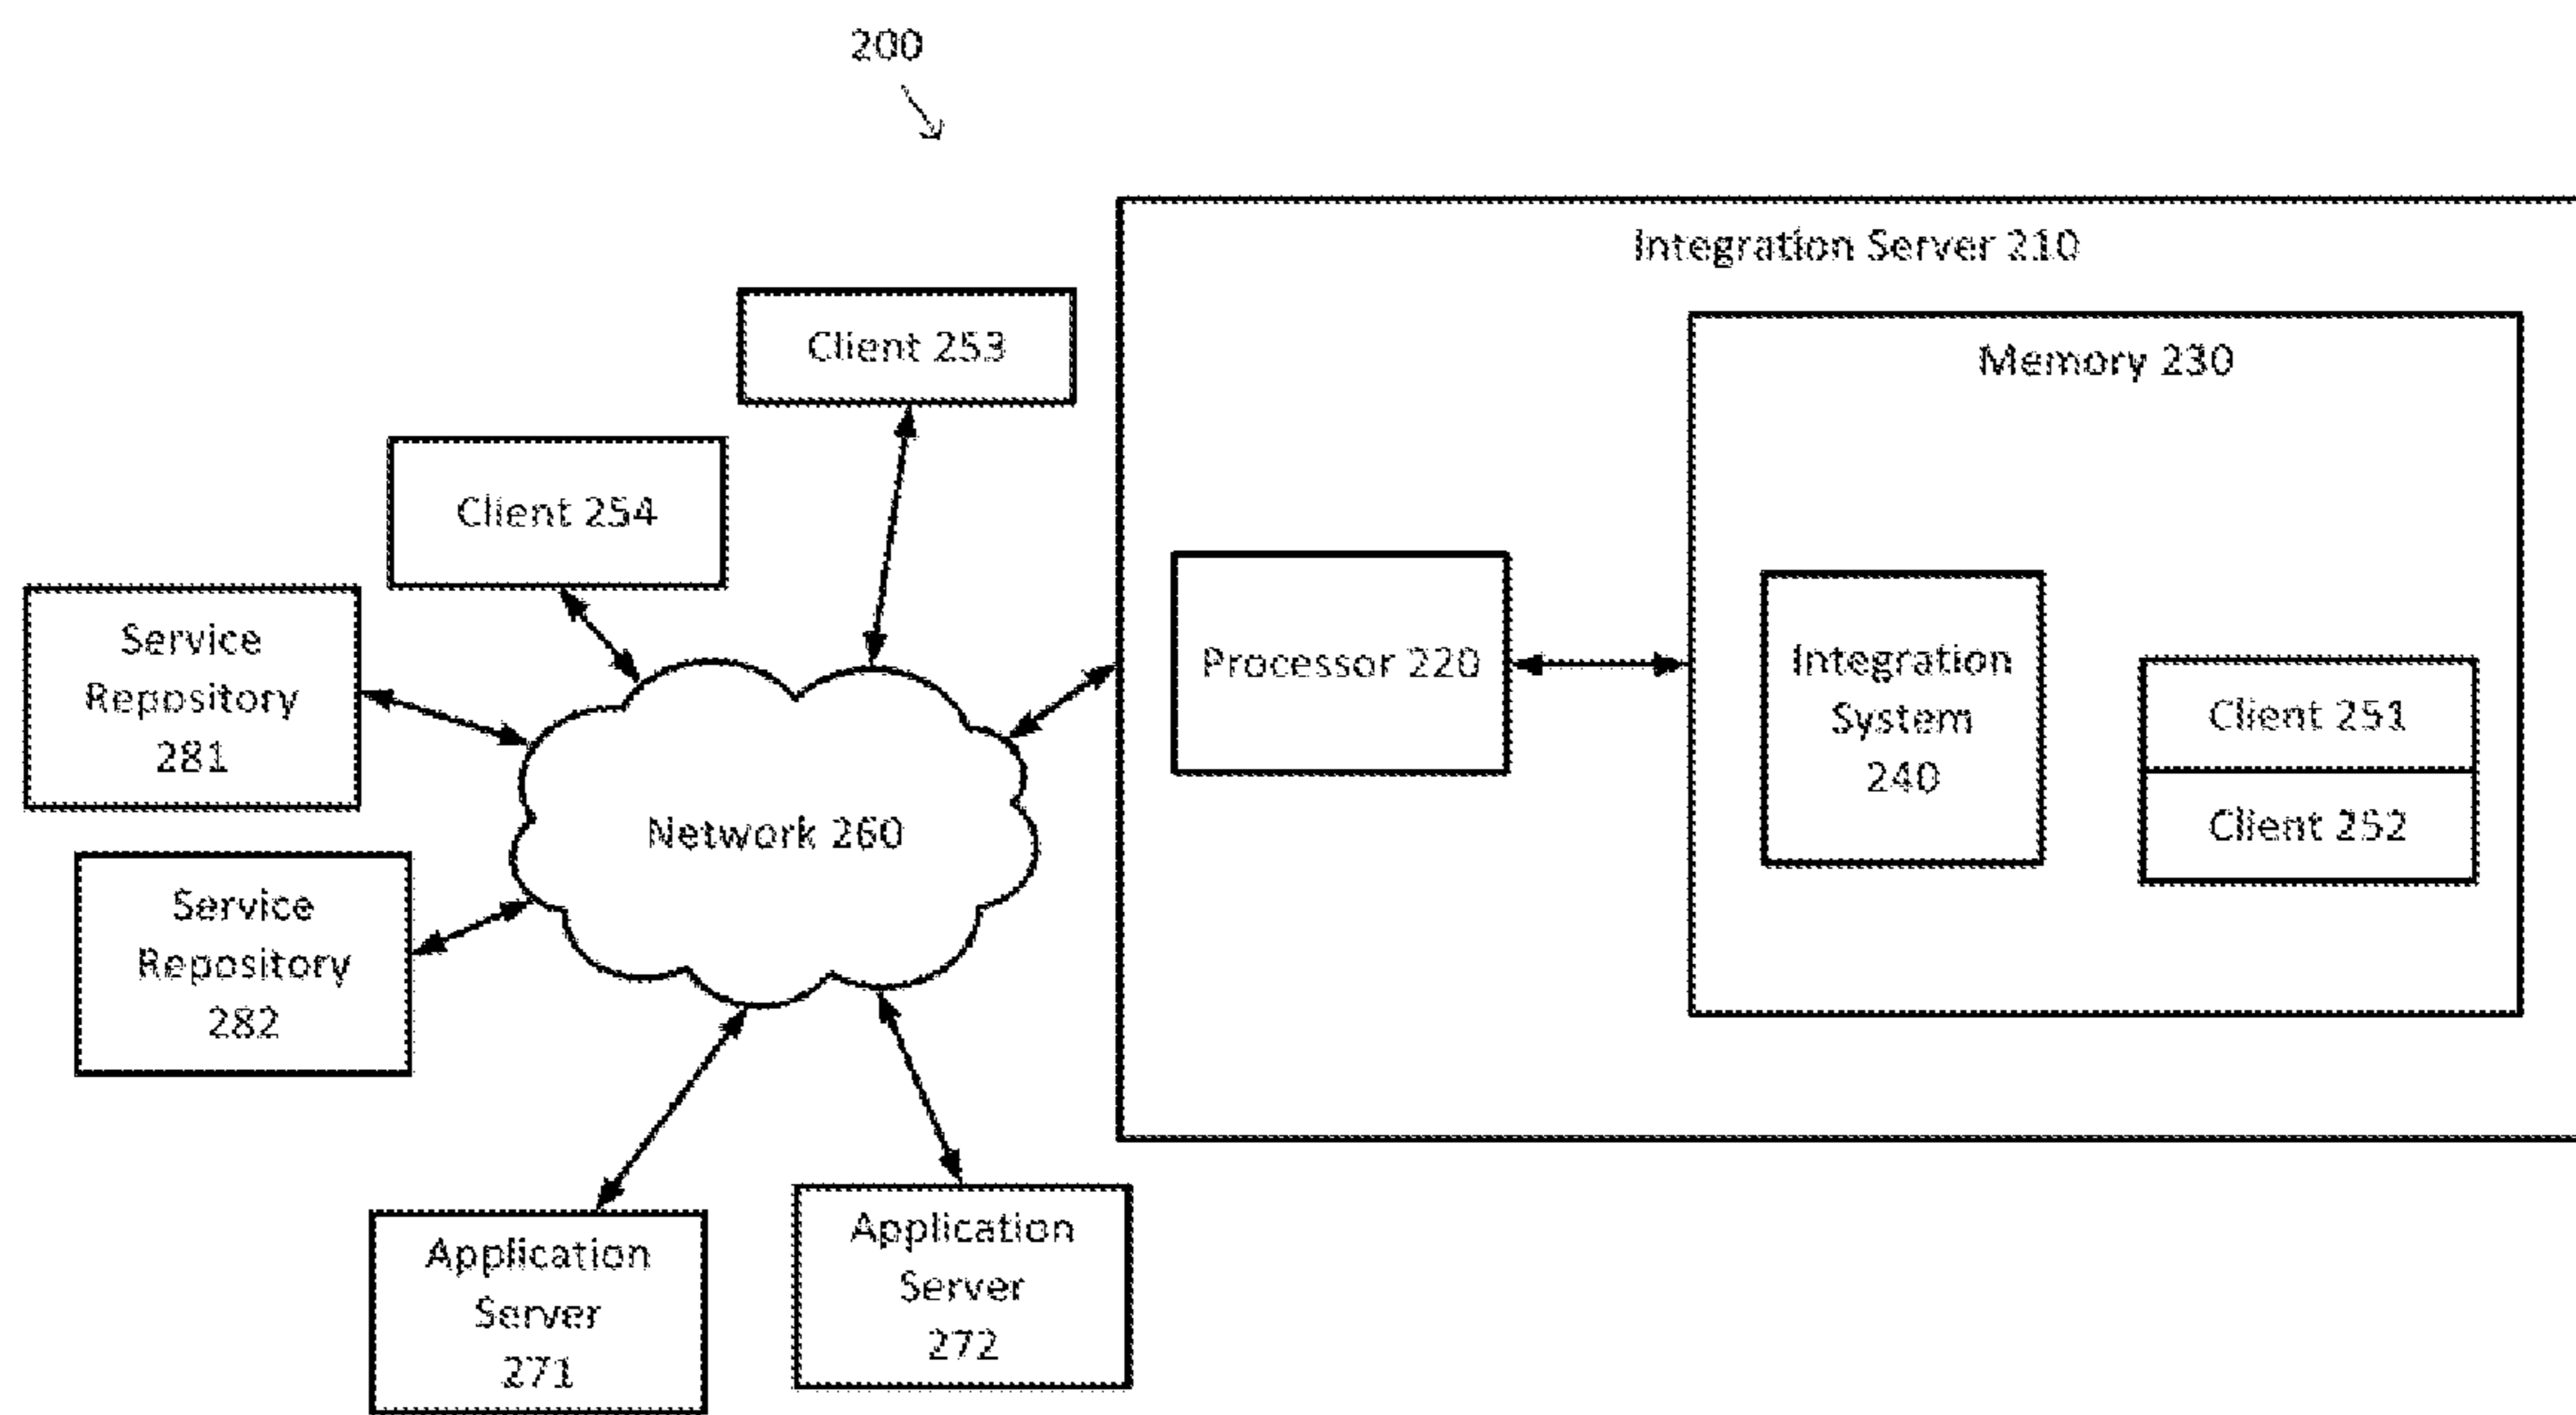 200
Integration Server 210
Client 253
Memory 230
Client 254
Service
Repository
281
Processor 220
Integration
System
240
Client 251
Client 252
Network 260
Service
Repository
282
Application
Server
271
Application
Server
272